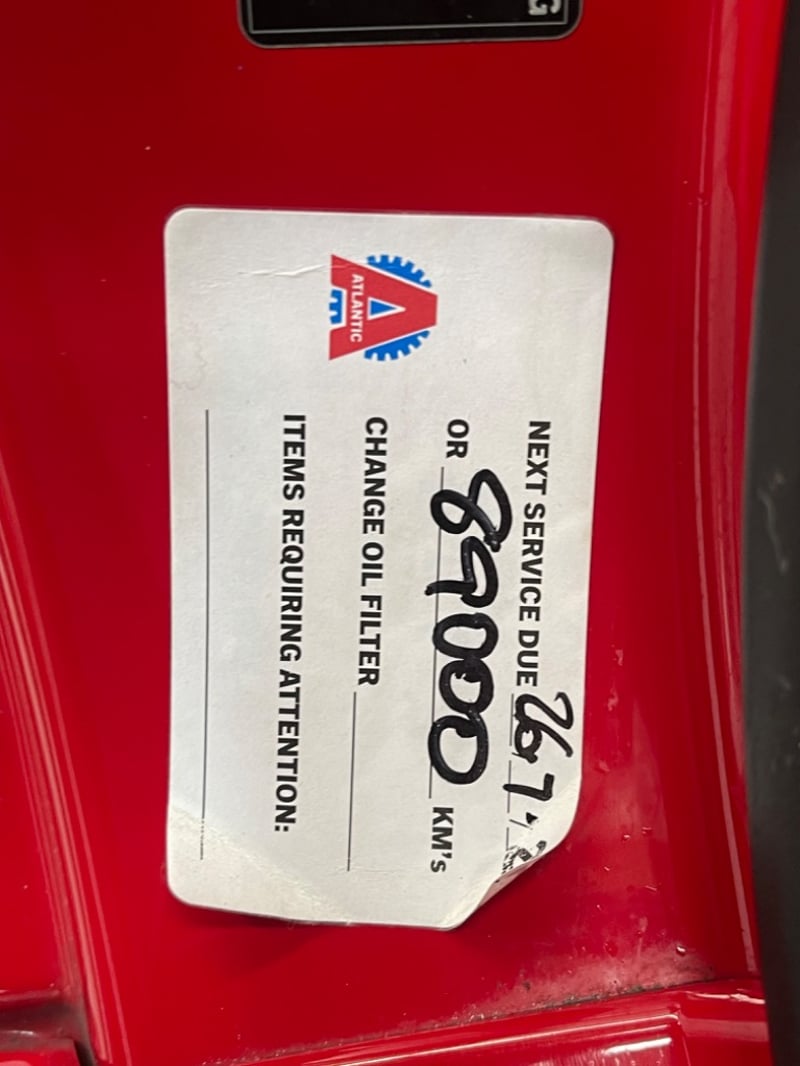 G
ATLANTIC
NEXT SERVICE DUE 26 / 7 /
OR 89000 KM's
CHANGE OIL FILTER
ITEMS REQUIRING ATTENTION: